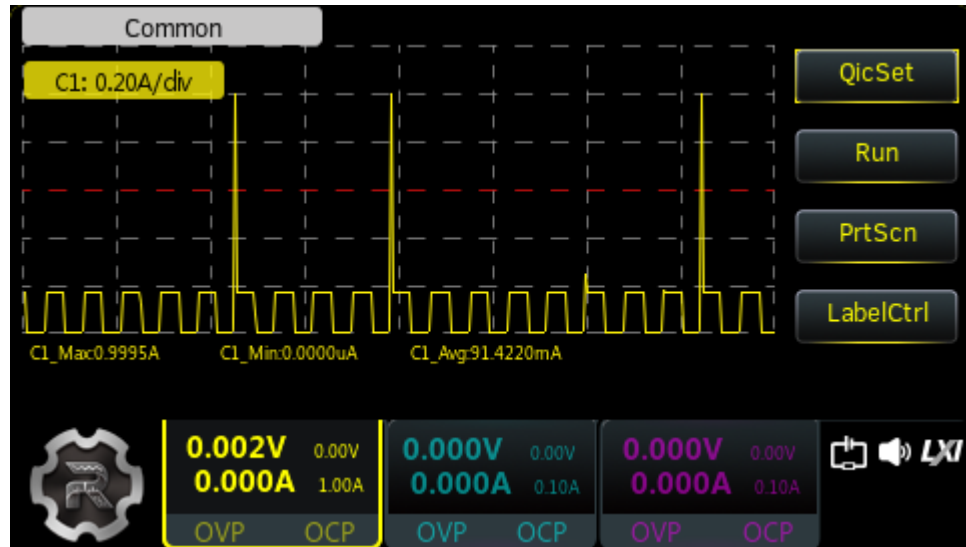 Common
C1: 0.20A/div
QicSet
Run
PrtScn
LabelCtrl
C1_Max:0.9995A C1_Min:0.0000uA C1_Avg:91.4220mA
0.002V 0.00V 0.000V 0.00V 0.000V 0.00V
0.000A 1.00A 0.000A 0.10A 0.000A 0.10A
OVP OCP OVP OCP OVP OCP
LXI
R